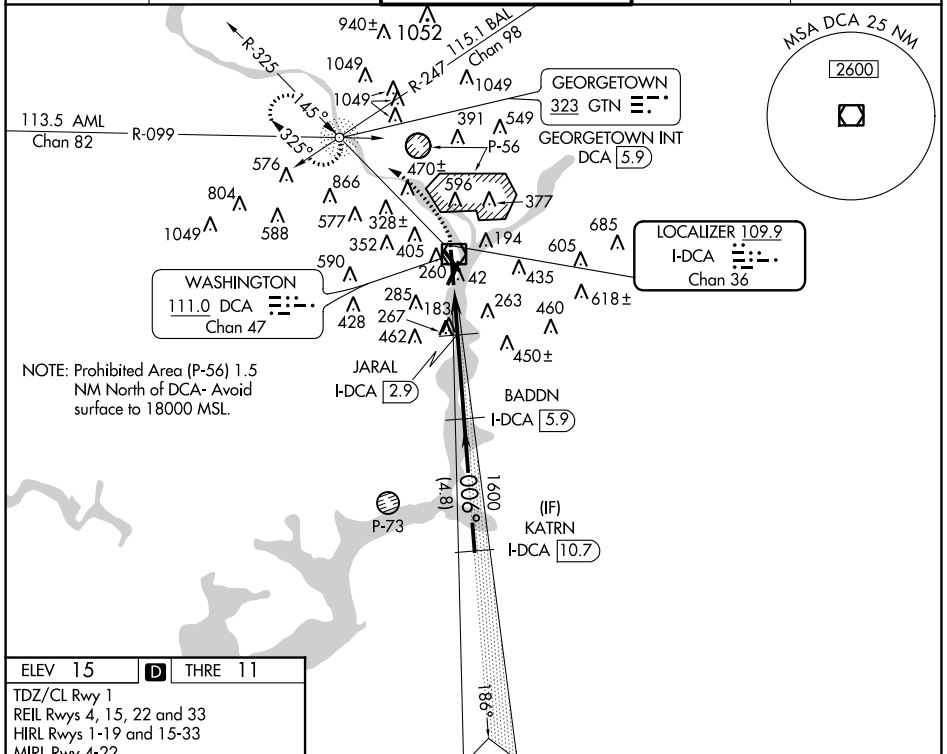 940±
1052
115.1 BAL
Chan 98
R-247
R-325
1049
1049
1049
145°
325°
113.5 AML
Chan 82
R-099
GEORGETOWN
323 GTN
GEORGETOWN INT
DCA 5.9
MSA DCA 25 NM
2600
391
549
P-56
576
470±
596
377
866
804
577
328±
1049
588
352
405
194
685
605
590
260
42
435
618±
LOCALIZER 109.9
I-DCA
Chan 36
WASHINGTON
111.0 DCA
Chan 47
428
285
183
263
460
267
462
450±
JARAL
I-DCA 2.9
NOTE: Prohibited Area (P-56) 1.5
NM North of DCA- Avoid
surface to 18000 MSL.
BADDN
I-DCA 5.9
006°
1600
(4.8)
P-73
(IF)
KATRN
I-DCA 10.7
186°
ELEV 15
D
THRE 11
TDZ/CL Rwy 1
REIL Rwys 4, 15, 22 and 33
HIRL Rwys 1-19 and 15-33
MIRL Rwy 4-22